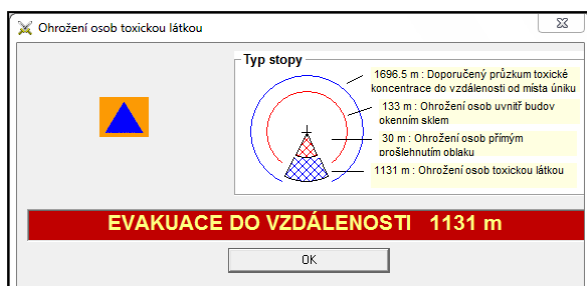 Ohrožení osob toxickou látkou
Typ stopy
1696.5 m : Doporučený průzkum toxické
koncentrace do vzdálenosti od místa úniku
133 m : Ohrožení osob uvnitř budov
okenním sklem
30 m : Ohrožení osob přímým
prošlehnutím oblaku
1131 m : Ohrožení osob toxickou látkou
EVAKUACE DO VZDÁLENOSTI 1131 m
OK